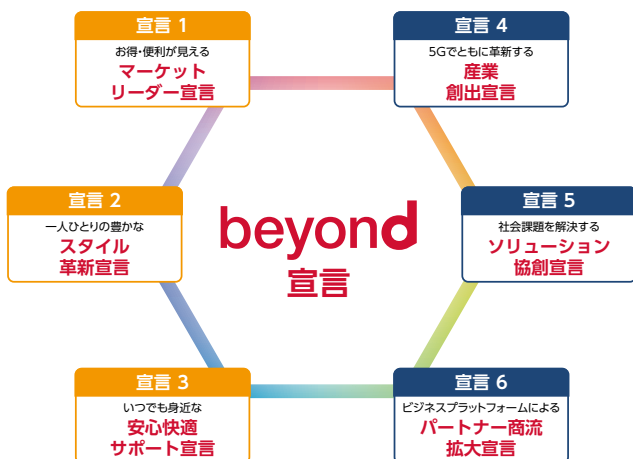 宣言 1
お得・便利が見える
マーケット
リーダー宣言
宣言 2
一人ひとりの豊かな
スタイル
革新宣言
宣言 3
いつでも身近な
安心快適
サポート宣言
beyond
宣言
宣言 4
5Gでともに革新する
産業
創出宣言
宣言 5
社会課題を解決する
ソリューション
協創宣言
宣言 6
ビジネスプラットフォームによる
パートナー商流
拡大宣言